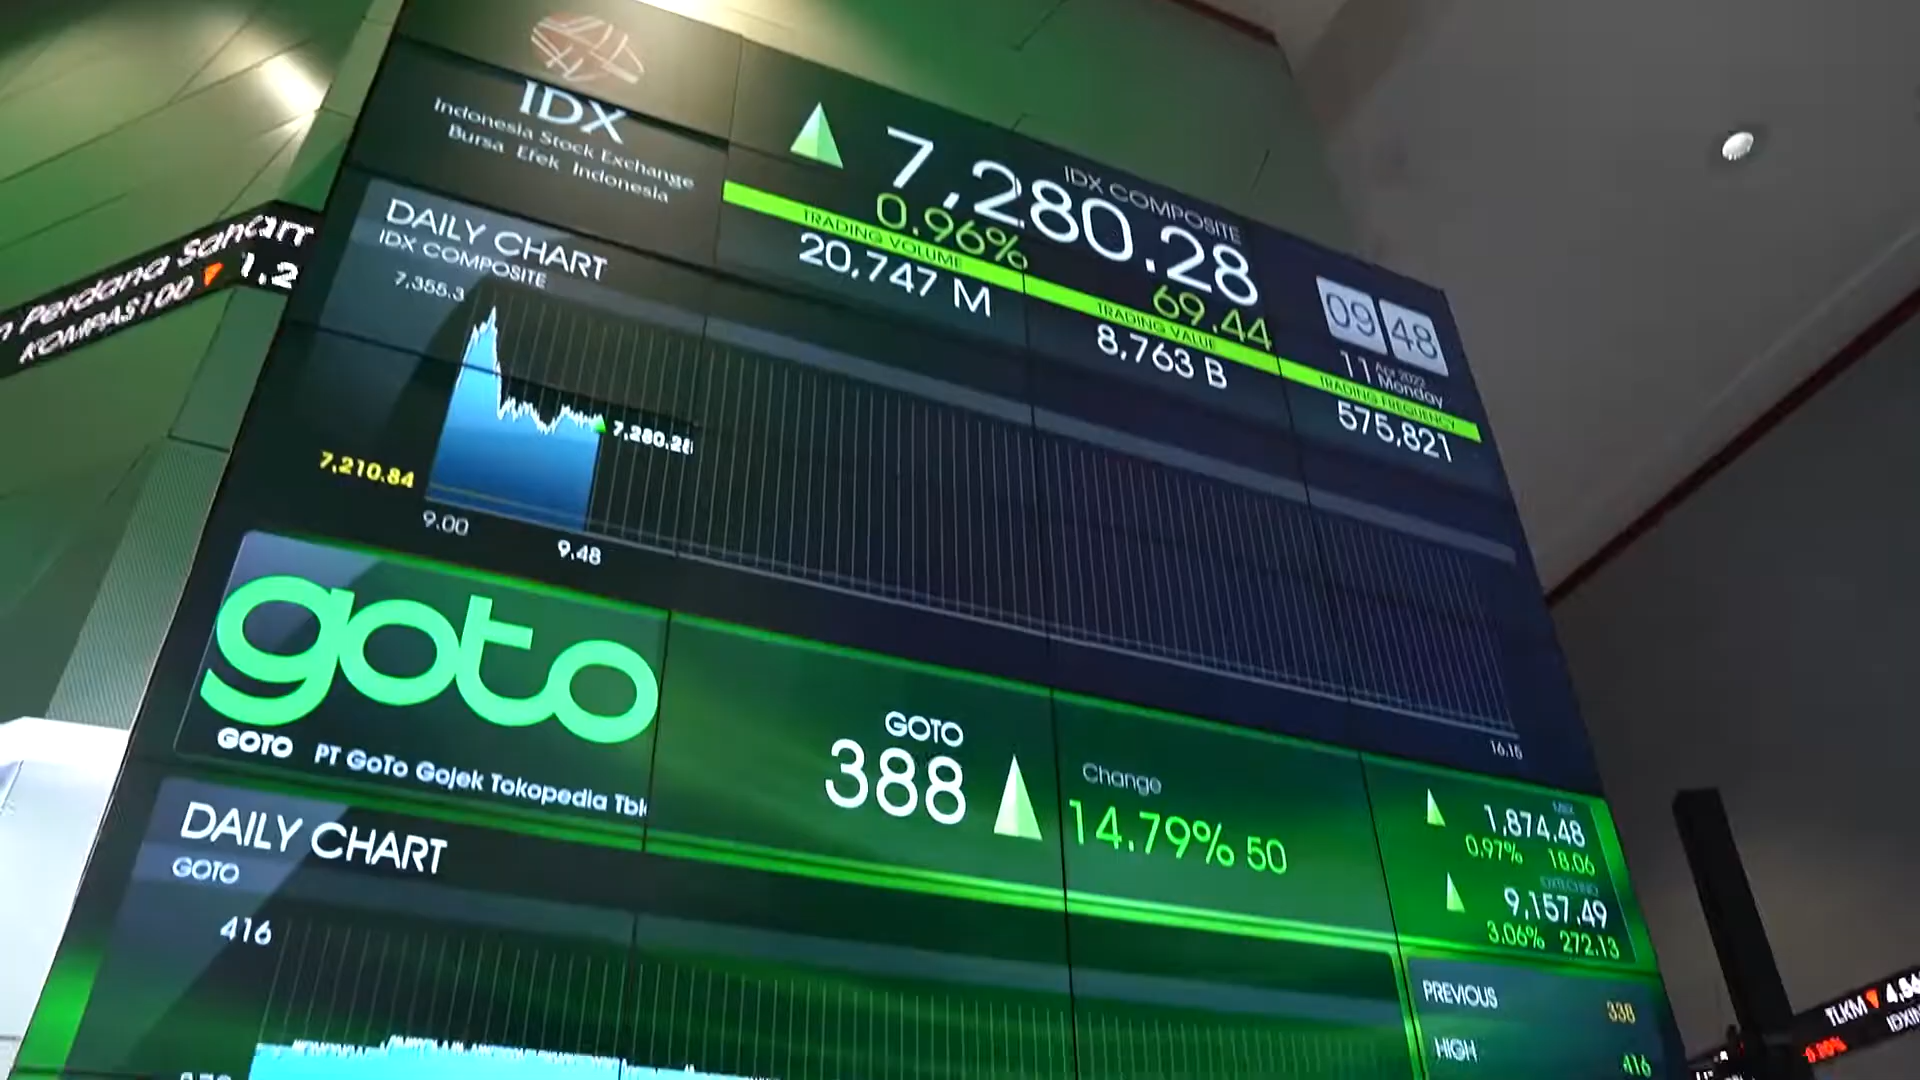 IDX
Indonesia Stock Exchange
Bursa Efek Indonesia
IDX COMPOSITE
7,280.28
0.96%
69.44
TRADING VOLUME
20,747 M
TRADING VALUE
8,763 B
TRADING FREQUENCY
575,821
09 48
11 Apr 2022
Monday
DAILY CHART
IDX COMPOSITE
7,355.3
7,280.28
7,210.84
9.00
9.48
16.15
Perdana Saham
KOMPAS100 1,2
goto
GOTO PT GoTo Gojek Tokopedia Tbk
GOTO
388
Change
14.79% 50
MBX
1,874.48
0.97% 18.06
9,157.49
3.06% 272.13
DAILY CHART
GOTO
416
PREVIOUS 338
HIGH 416
TLKM